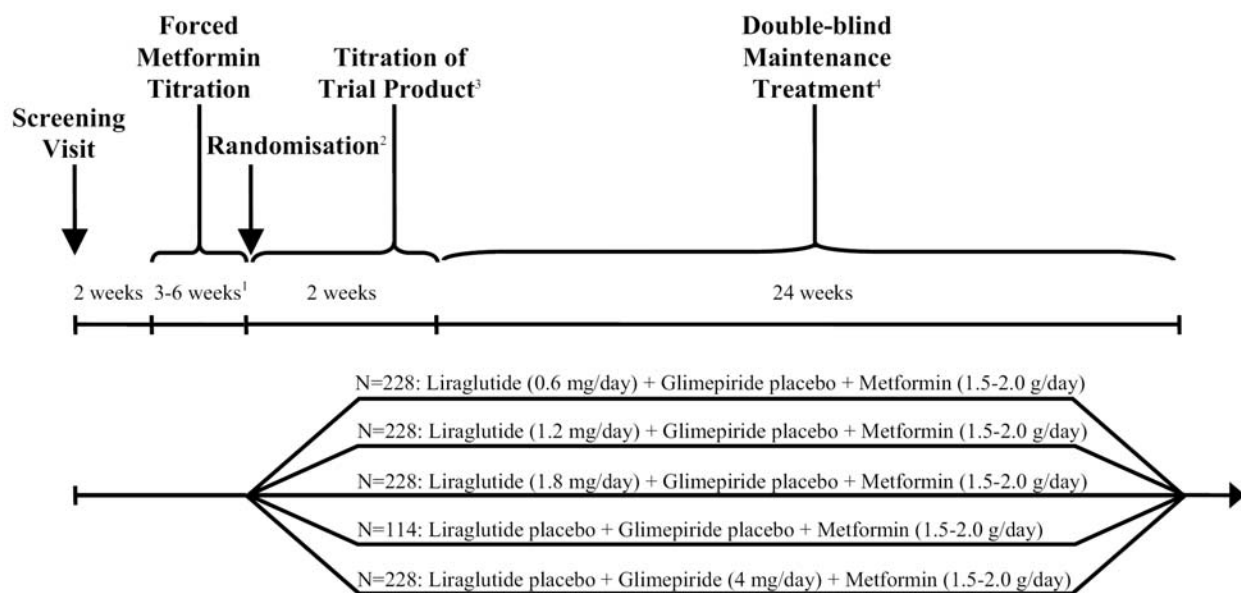 Forced
Metformin
Titration
Titration of
Trial Product³
Double-blind
Maintenance
Treatment⁴
Screening
Visit
Randomisation²
2 weeks
3-6 weeks¹
2 weeks
24 weeks
N=228: Liraglutide (0.6 mg/day) + Glimepiride placebo + Metformin (1.5-2.0 g/day)
N=228: Liraglutide (1.2 mg/day) + Glimepiride placebo + Metformin (1.5-2.0 g/day)
N=228: Liraglutide (1.8 mg/day) + Glimepiride placebo + Metformin (1.5-2.0 g/day)
N=114: Liraglutide placebo + Glimepiride placebo + Metformin (1.5-2.0 g/day)
N=228: Liraglutide placebo + Glimepiride (4 mg/day) + Metformin (1.5-2.0 g/day)